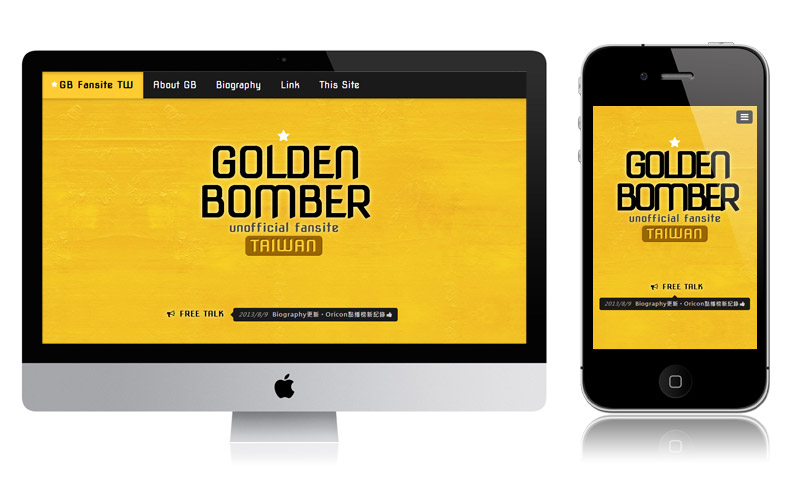 ★GB Fansite TW About GB Biography Link This Site
★
GOLDEN
BOMBER
unofficial fansite
TAIWAN
FREE TALK 2013/8/9 Biography更新、Oricon點播榜新紀錄
★
GOLDEN
BOMBER
unofficial fansite
TAIWAN
FREE TALK
2013/8/9 Biography更新、Oricon點播榜新紀錄